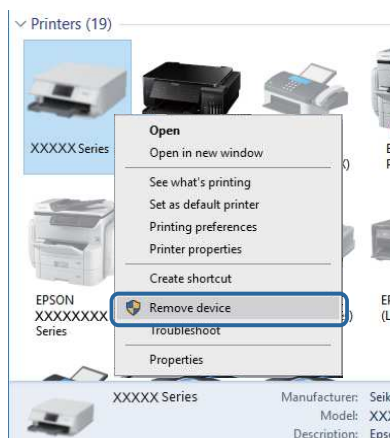 Printers (19)
XXXXX Series
Open
Open in new window
See what's printing
Set as default printer
Printing preferences
Printer properties
Create shortcut
Remove device
Troubleshoot
Properties
EPSON
XXXXXXXX
Series
XXXXX Series
Manufacturer:
Model:
Description: